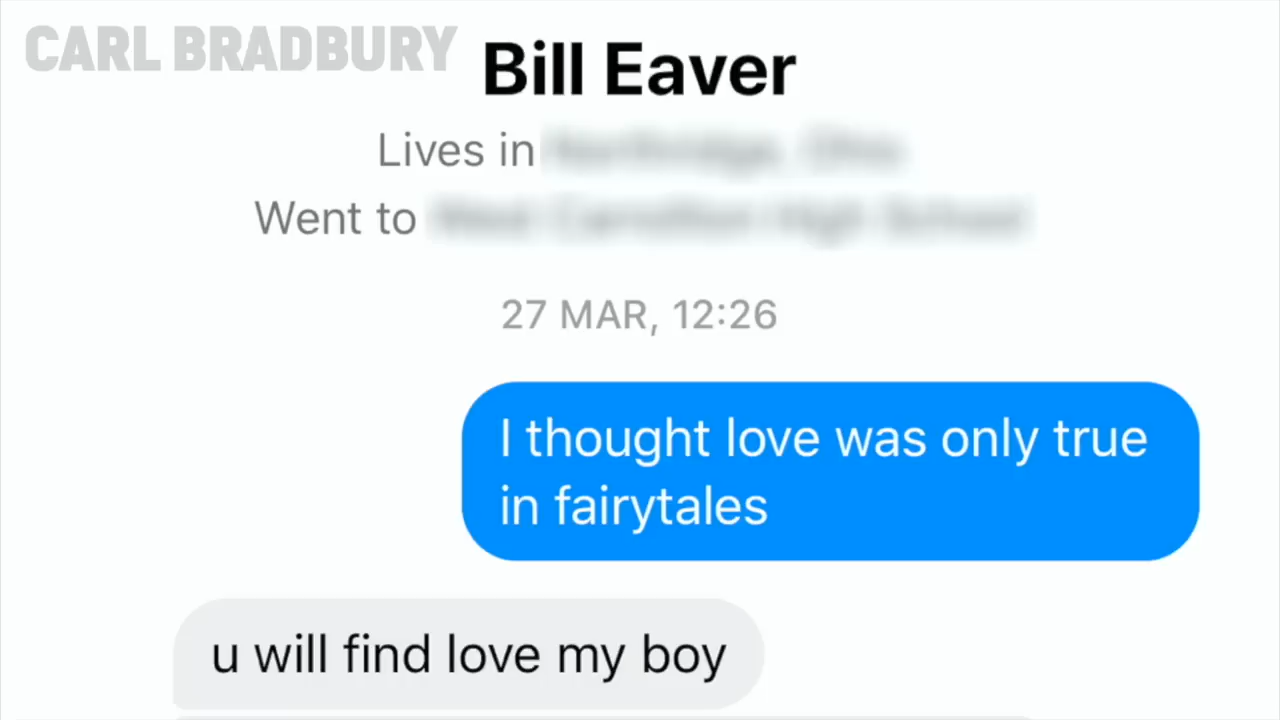 CARL BRADBURY
Bill Eaver
Lives in
Went to
27 MAR, 12:26
I thought love was only true
in fairytales
u will find love my boy